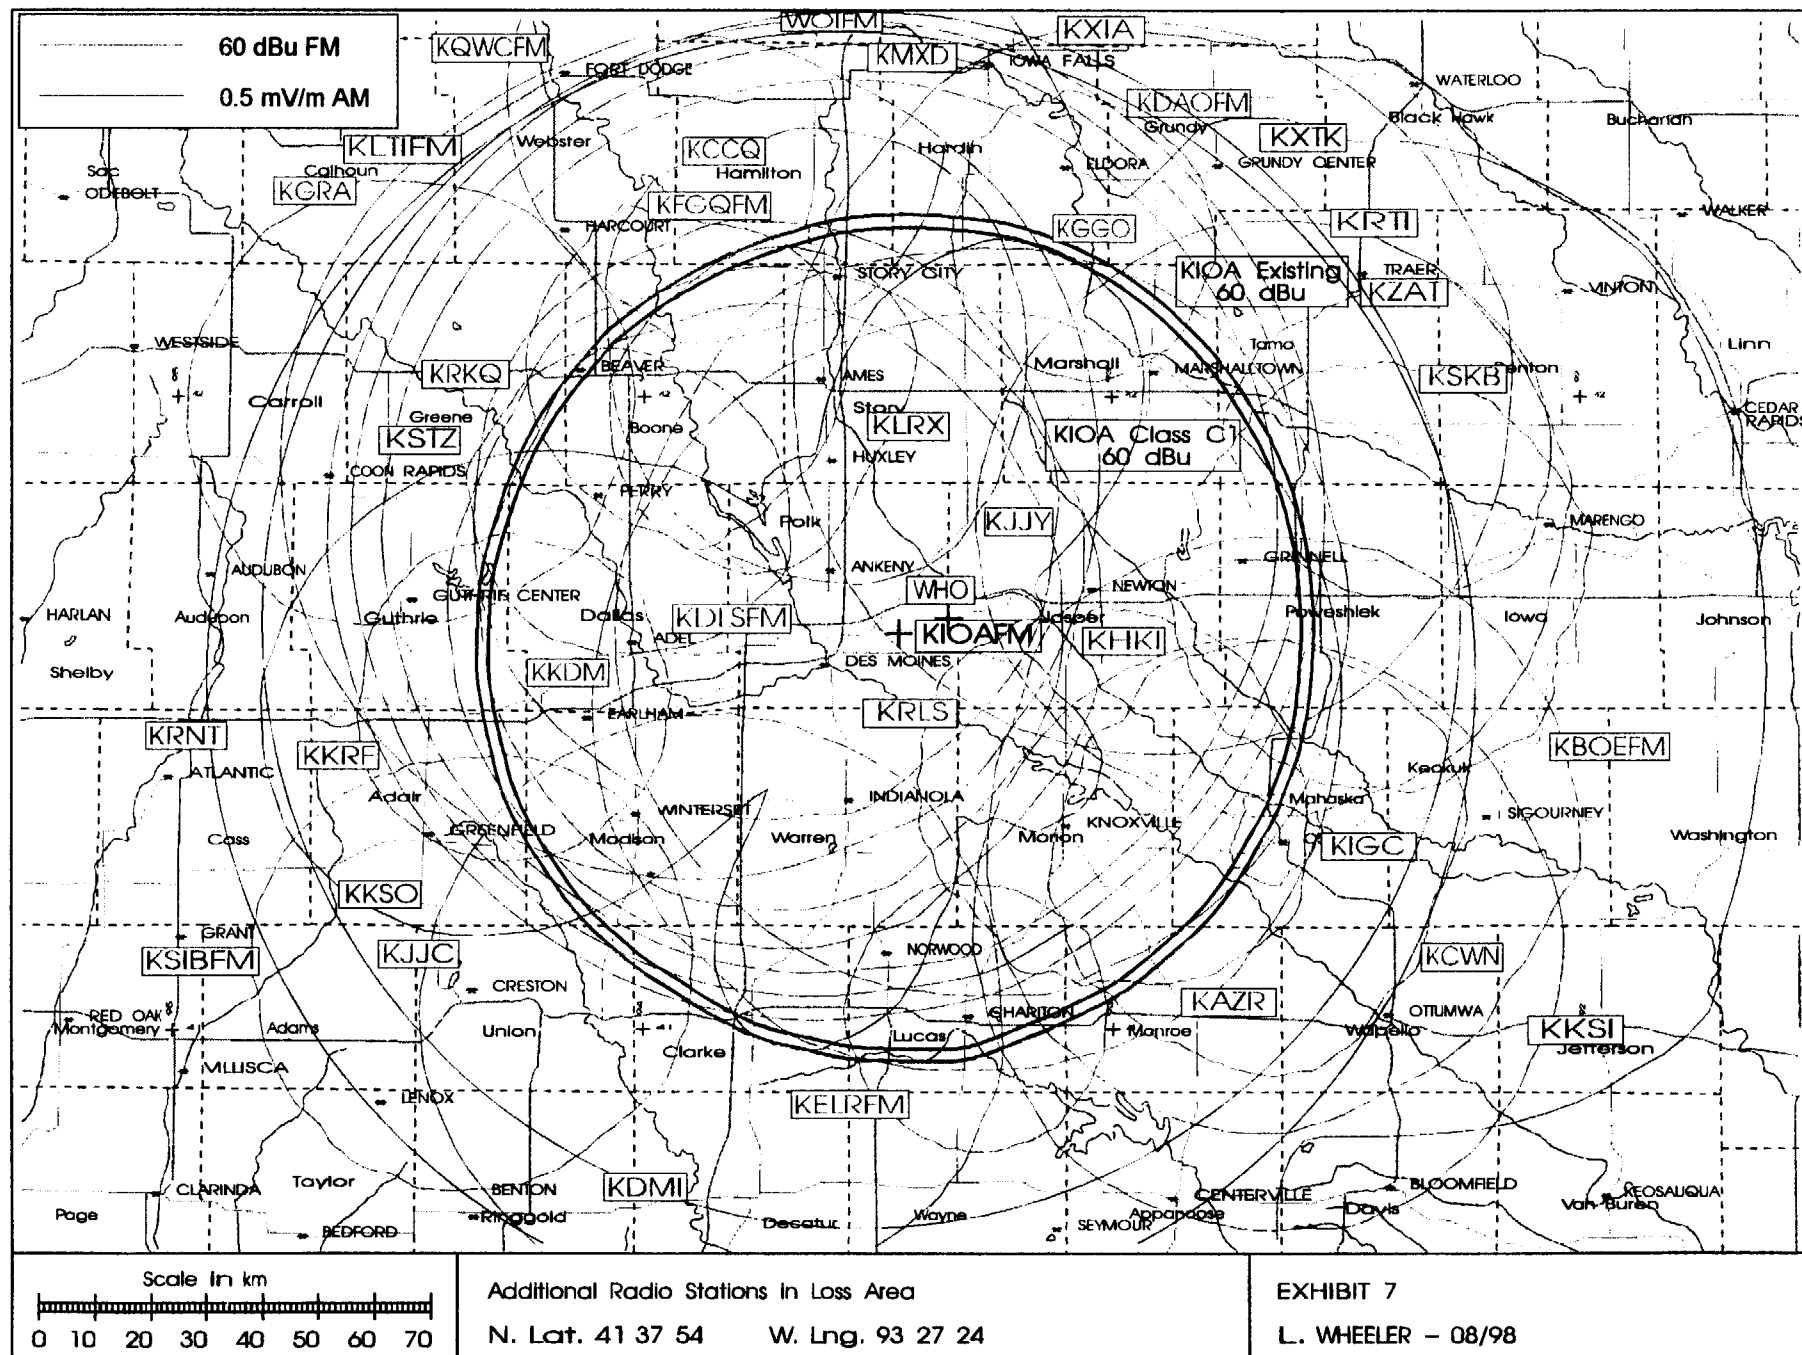 60 dBu FM
0.5 mV/m AM
WOIFM
KXIA
KQWCFM
KMXD
FORT DODGE
IOWA FALLS
WATERLOO
KDAOFM
Grundy
Black Hawk
Buchanan
KLTIFM
Webster
KCCQ
Hamilton
Hardin
KXTK
ELDORA
GRUNDY CENTER
Sac
Calhoun
ODEBOLT
KGRA
KFGQFM
HARCOURT
KGGO
KRTI
WALKER
STORY CITY
KIOA Existing
60 dBu
TRAER
KZAT
VINTON
WESTSIDE
KRKQ
BEAVER
AMES
Marshall
MARSHALLTOWN
Tama
KSKB
Benton
Linn
Carroll
Greene
KSTZ
COON RAPIDS
Boone
Story
KLRX
HUXLEY
KIOA Class C1
60 dBu
CEDAR
RAPIDS
PERRY
Polk
KJJY
MARENGO
AUDUBON
ANKENY
GRINNELL
HARLAN
Audubon
GUTHRIE CENTER
Guthrie
Dallas
ADEL
KDLSFM
WHO
KIOAFM
NEWTON
Jasper
KHKI
Poweshiek
Iowa
Johnson
Shelby
KKDM
DES MOINES
EARLHAM
KRLS
KRNT
KKRF
KBOEFM
ATLANTIC
Adair
WINTERSET
INDIANOLA
Keokuk
Mahaska
SIGOURNEY
Cass
GREENFIELD
Madison
Warren
Marion
KNOXVILLE
KIGC
Washington
KKSO
GRANT
KSIBFM
KJJC
CRESTON
NORWOOD
KCWN
RED OAK
Montgomery
Adams
Union
Clarke
CHARITON
Lucas
Monroe
KAZR
OTTUMWA
Wapello
KKSI
Jefferson
VILLISCA
LENOX
KELRFM
CLARINDA
Taylor
BENTON
KDMI
CENTERVILLE
BLOOMFIELD
KEOSAUQUA
Page
BEDFORD
Ringgold
Decatur
Wayne
SEYMOUR
Appanoose
Davis
Van Buren
Scale in km
0 10 20 30 40 50 60 70
Additional Radio Stations in Loss Area
N. Lat. 41 37 54 W. Lng. 93 27 24
EXHIBIT 7
L. WHEELER - 08/98